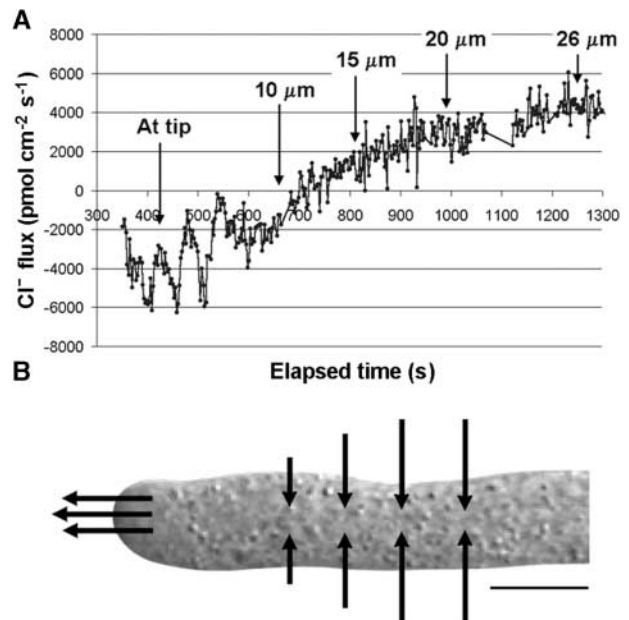 A
8000
6000
4000
2000
0
-2000
-4000
-6000
-8000
Cl⁻ flux (pmol cm⁻² s⁻¹)
At tip
10 μm
15 μm
20 μm
26 μm
300 400 500 600 700 800 900 1000 1100 1200 1300
Elapsed time (s)
B